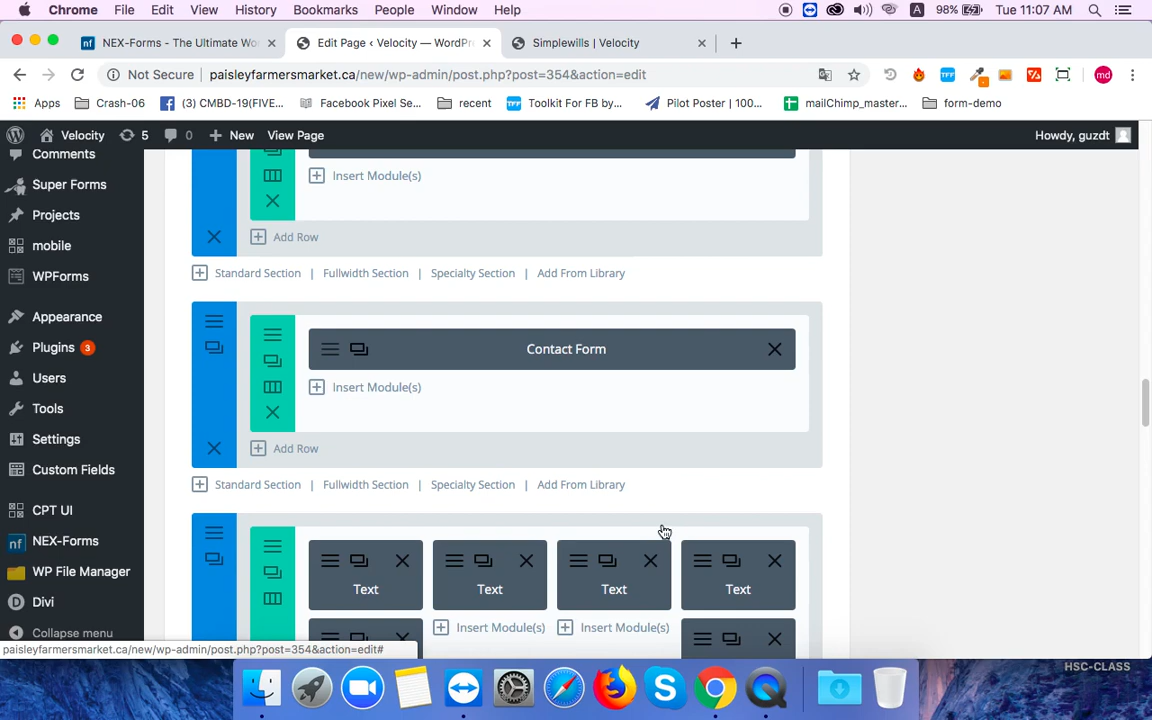 Chrome File Edit View History Bookmarks People Window Help A 98% Tue 11:07 AM
nf NEX-Forms - The Ultimate Wo Edit Page ‹ Velocity — WordPr Simplewills | Velocity
Not Secure paisleyfarmersmarket.ca/new/wp-admin/post.php?post=354&action=edit TFF md
Apps Crash-06 (3) CMBD-19(FIVE... Facebook Pixel Se... recent TFF Toolkit For FB by... Pilot Poster | 100... mailChimp_master... form-demo
Velocity 5 0 New View Page Howdy, guzdt
Comments
Super Forms
Projects
mobile
WPForms
Appearance
Plugins 3
Users
Tools
Settings
Custom Fields
CPT UI
nf NEX-Forms
WP File Manager
Divi
Collapse menu
Insert Module(s)
Add Row
Standard Section | Fullwidth Section | Specialty Section | Add From Library
Contact Form
Insert Module(s)
Add Row
Standard Section | Fullwidth Section | Specialty Section | Add From Library
Text Text Text Text
Insert Module(s) Insert Module(s)
paisleyfarmersmarket.ca/new/wp-admin/post.php?post=354&action=edit#
HSC-CLASS